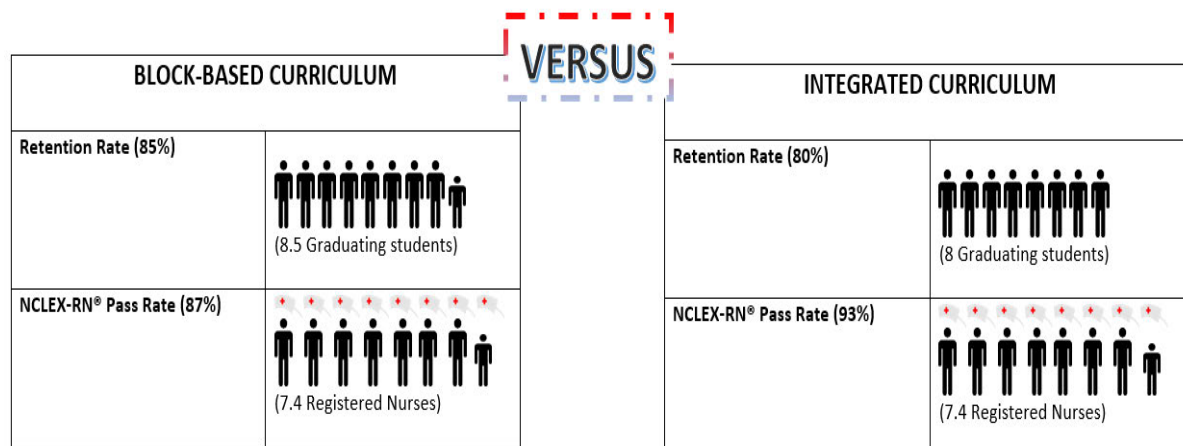 VERSUS
BLOCK-BASED CURRICULUM
Retention Rate (85%)
(8.5 Graduating students)
NCLEX-RN® Pass Rate (87%)
(7.4 Registered Nurses)
INTEGRATED CURRICULUM
Retention Rate (80%)
(8 Graduating students)
NCLEX-RN® Pass Rate (93%)
(7.4 Registered Nurses)